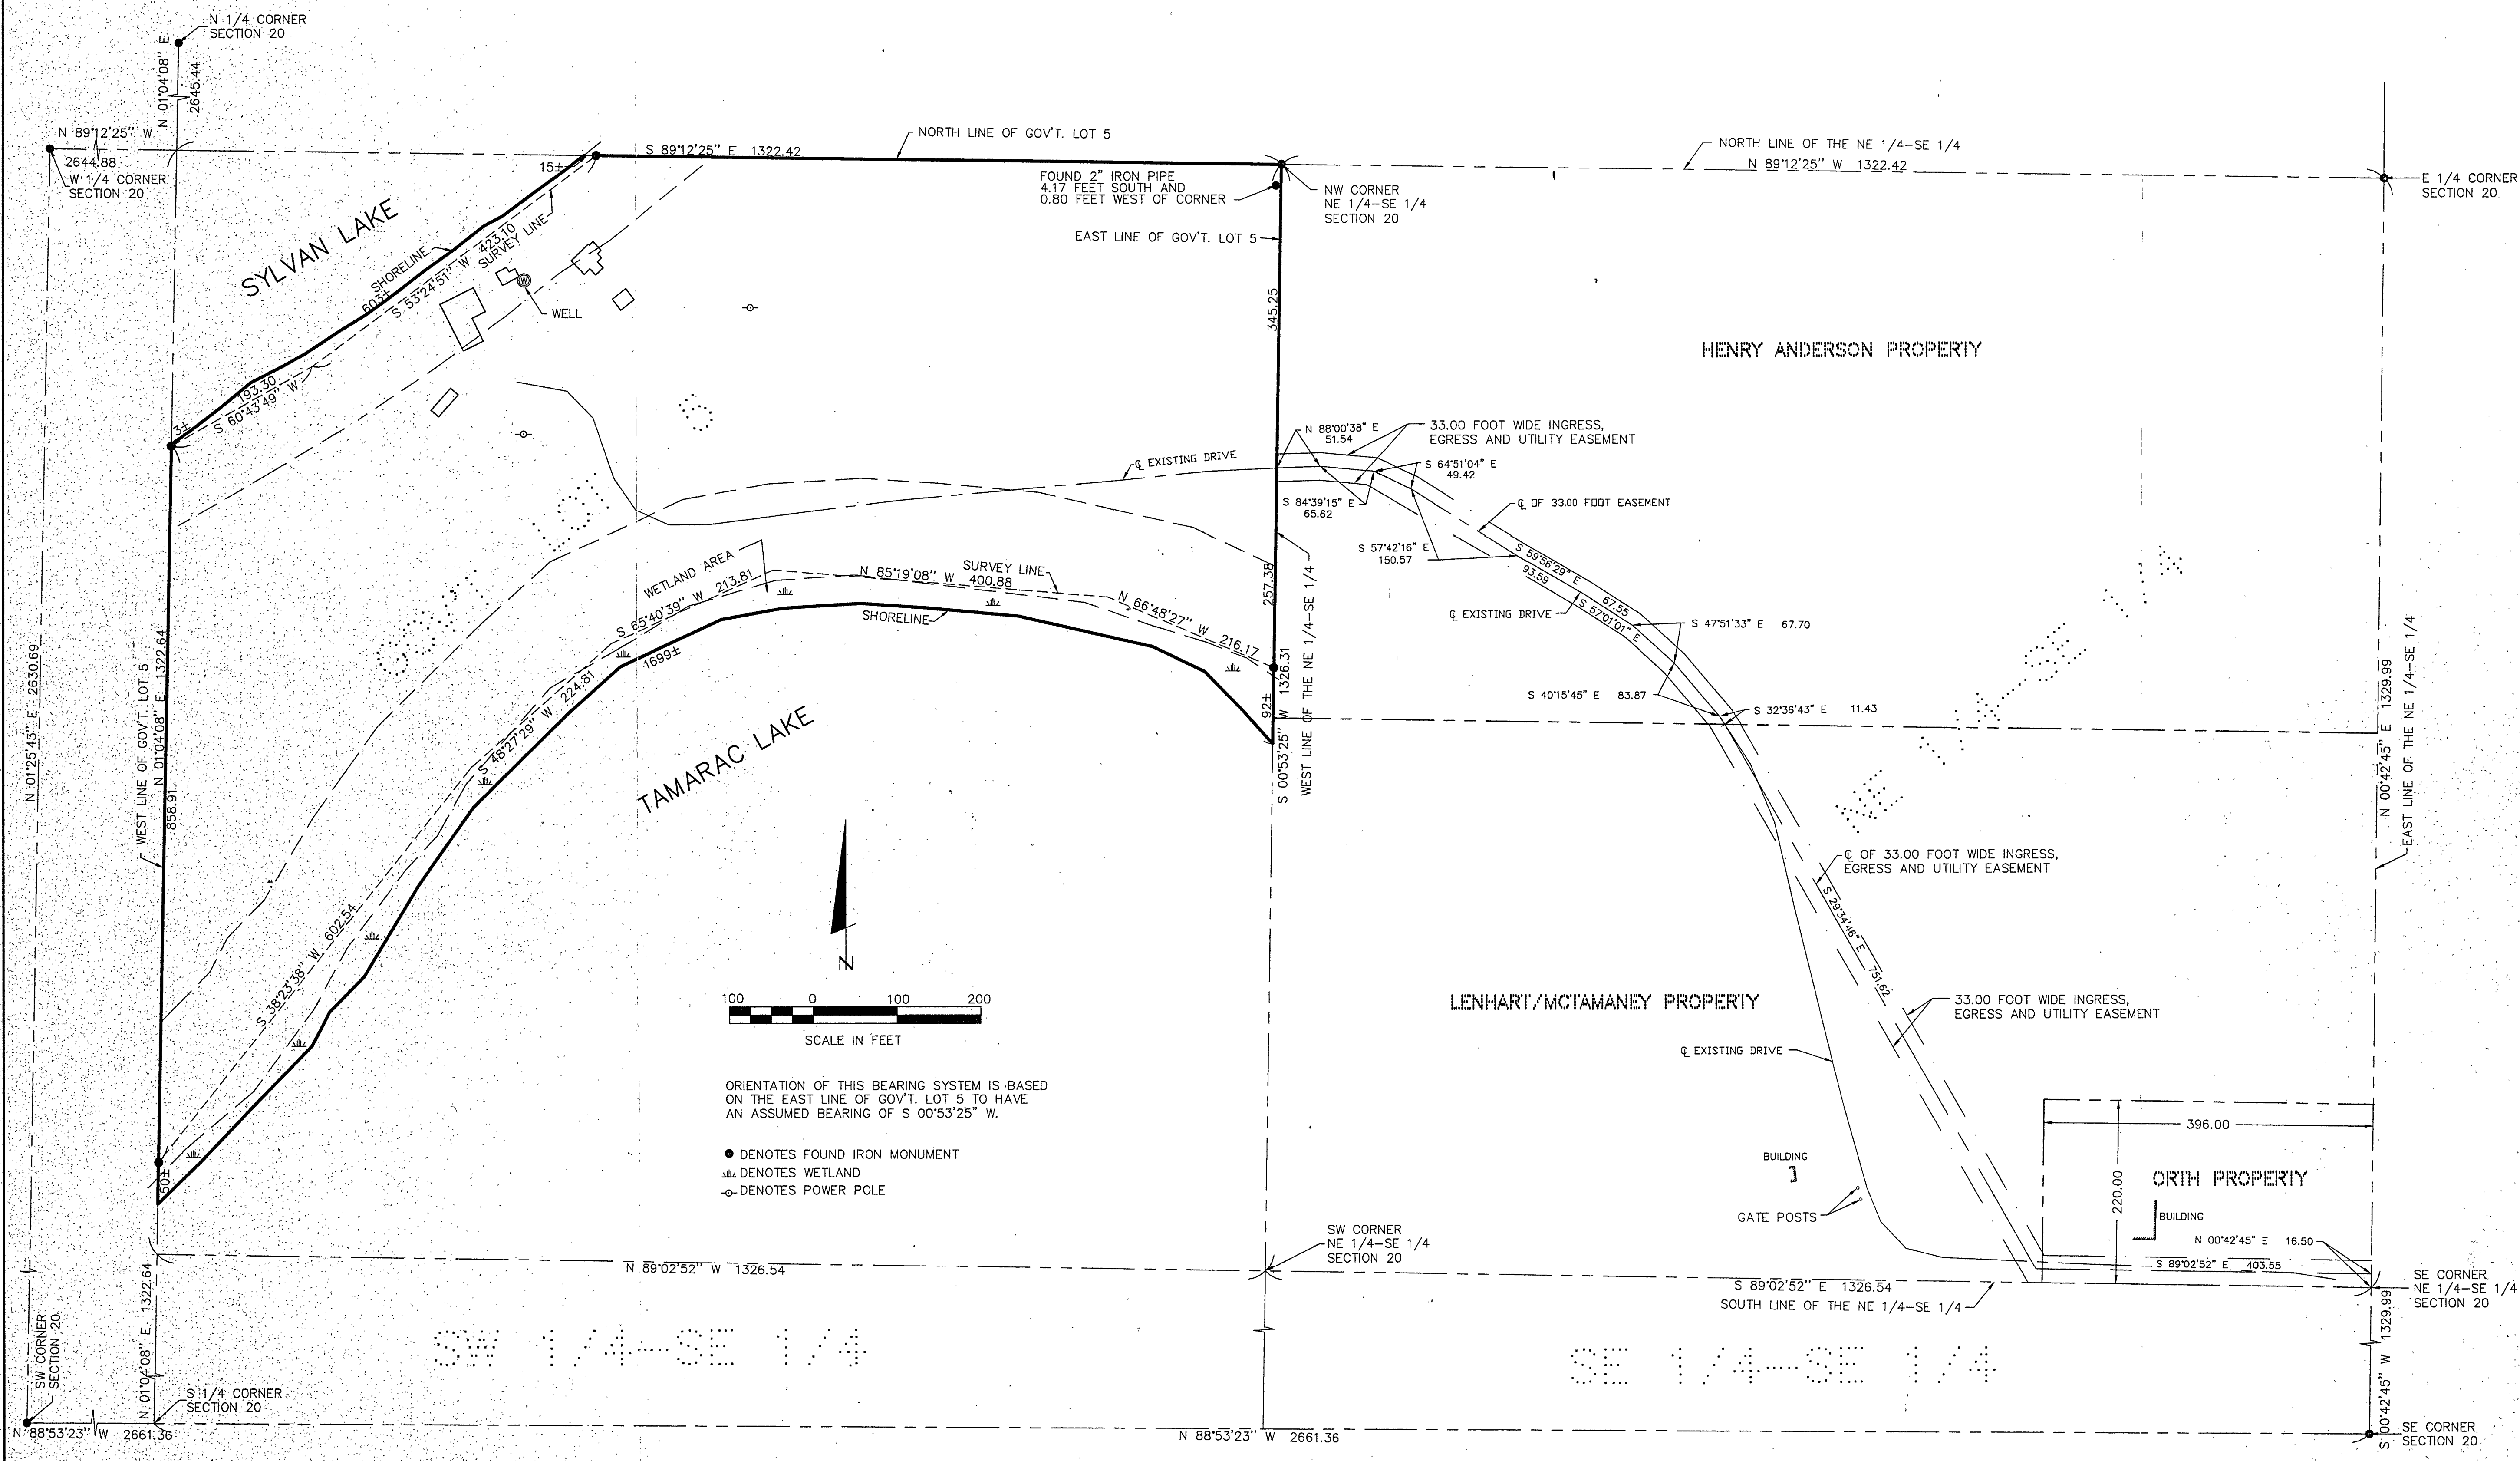 N 1/4 CORNER
SECTION 20
N 01°04'08" E
2645.44
N 89°12'25" W
2644.88
W 1/4 CORNER
SECTION 20
15±
S 89°12'25" E 1322.42
NORTH LINE OF GOV'T. LOT 5
NORTH LINE OF THE NE 1/4-SE 1/4
N 89°12'25" W 1322.42
E 1/4 CORNER
SECTION 20
FOUND 2" IRON PIPE
4.17 FEET SOUTH AND
0.80 FEET WEST OF CORNER
NW CORNER
NE 1/4-SE 1/4
SECTION 20
EAST LINE OF GOV'T. LOT 5
SYLVAN LAKE
SHORELINE
603±
423.10
SURVEY LINE
S 53°24'51" W
WELL
193.30
S 60°43'49" W
3±
345.25
HENRY ANDERSON PROPERTY
GOV'T LOT 5
₵ EXISTING DRIVE
N 88°00'38" E
51.54
33.00 FOOT WIDE INGRESS,
EGRESS AND UTILITY EASEMENT
S 64°51'04" E
49.42
S 84°39'15" E
65.62
₵ OF 33.00 FOOT EASEMENT
S 57°42'16" E
150.57
S 59°56'29" E
67.55
93.59
S 57°01'01" E
₵ EXISTING DRIVE
S 47°51'33" E 67.70
S 40°15'45" E 83.87
S 32°36'43" E 11.43
WETLAND AREA
S 65°40'39" W 213.81
N 85°19'08" W 400.88
SURVEY LINE
N 66°48'27" W 216.17
SHORELINE
257.38
92±
S 00°53'25" W 1326.31
WEST LINE OF THE NE 1/4-SE 1/4
1699±
S 48°27'29" W 224.81
TAMARAC LAKE
N 01°25'43" E 2630.69
WEST LINE OF GOV'T. LOT 5
N 01°04'08" E 1322.64
858.91
S 38°23'38" W 602.54
50±
NE 1/4-SE 1/4
N 00°42'45" E 1329.99
EAST LINE OF THE NE 1/4-SE 1/4
₵ OF 33.00 FOOT WIDE INGRESS,
EGRESS AND UTILITY EASEMENT
S 29°34'46" E 751.62
33.00 FOOT WIDE INGRESS,
EGRESS AND UTILITY EASEMENT
LENHART/MCTAMANEY PROPERTY
₵ EXISTING DRIVE
N
100 0 100 200
SCALE IN FEET
ORIENTATION OF THIS BEARING SYSTEM IS BASED
ON THE EAST LINE OF GOV'T. LOT 5 TO HAVE
AN ASSUMED BEARING OF S 00°53'25" W.
DENOTES FOUND IRON MONUMENT
DENOTES WETLAND
DENOTES POWER POLE
BUILDING
GATE POSTS
396.00
220.00
ORTH PROPERTY
BUILDING
N 00°42'45" E 16.50
S 89°02'52" E 403.55
SW CORNER
NE 1/4-SE 1/4
SECTION 20
N 89°02'52" W 1326.54
S 89°02'52" E 1326.54
SOUTH LINE OF THE NE 1/4-SE 1/4
SE CORNER
NE 1/4-SE 1/4
SECTION 20
N 01°04'08" E 1322.64
SW CORNER
SECTION 20
S 1/4 CORNER
SECTION 20
SW 1/4--SE 1/4
SE 1/4--SE 1/4
S 00°42'45" W 1329.99
N 88°53'23" W 2661.36
N 88°53'23" W 2661.36
SE CORNER
SECTION 20